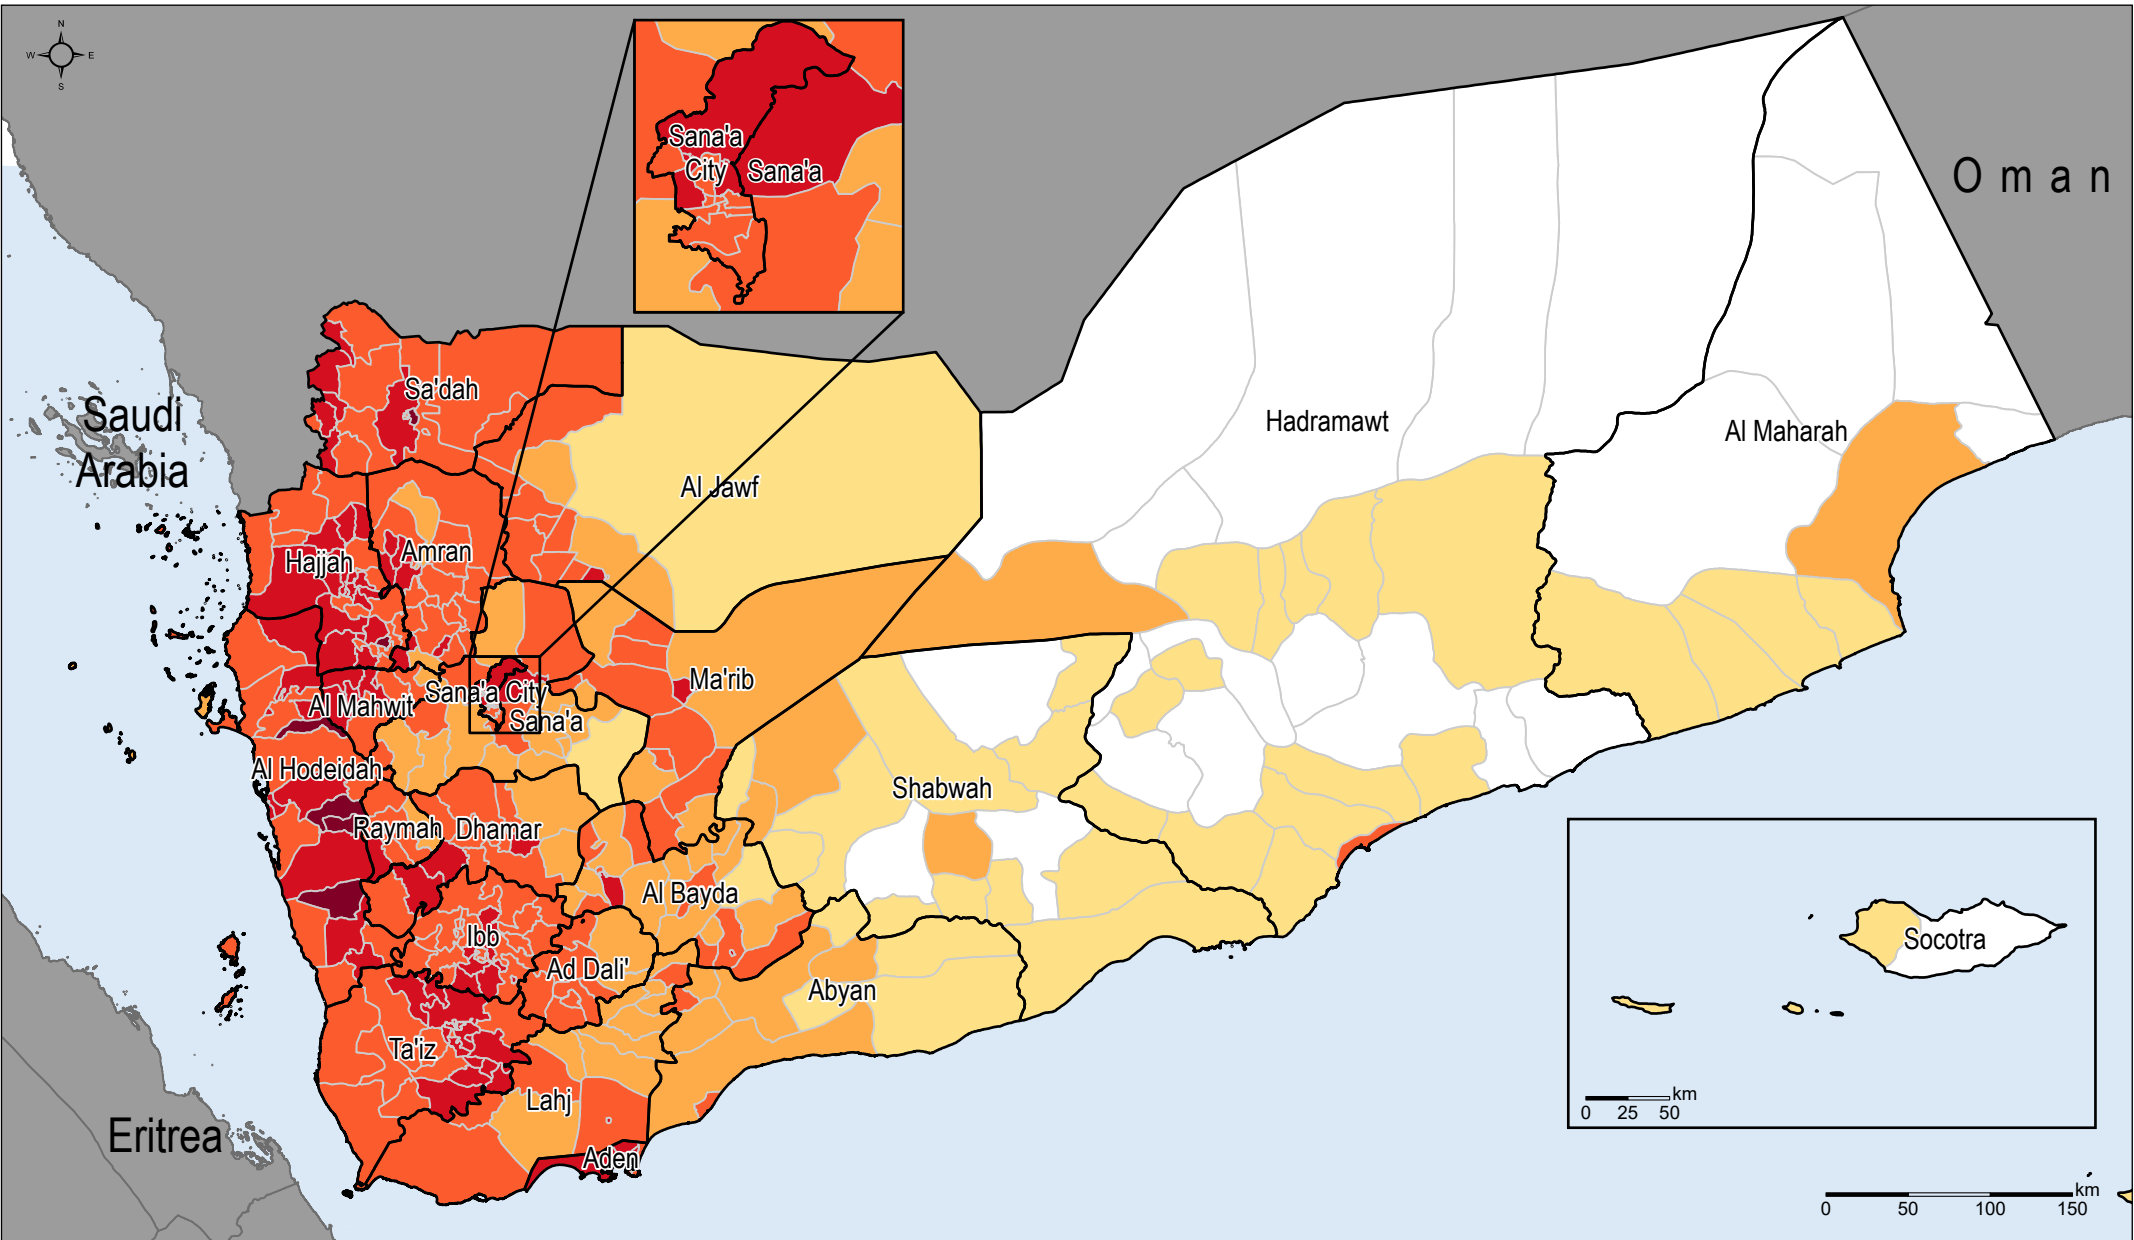 N
W E
S
Sana'a
City
Sana'a
Oman
Saudi
Arabia
Sa'dah
Al Jawf
Hadramawt
Al Maharah
Hajjah
Amran
Ma'rib
Al Mahwit
Sana'a City
Sana'a
Al Hodeidah
Shabwah
Raymah
Dhamar
Al Bayda
Ibb
Ad Dali'
Abyan
Socotra
Ta'iz
Lahj
Aden
Eritrea
km
0 25 50
km
0 50 100 150